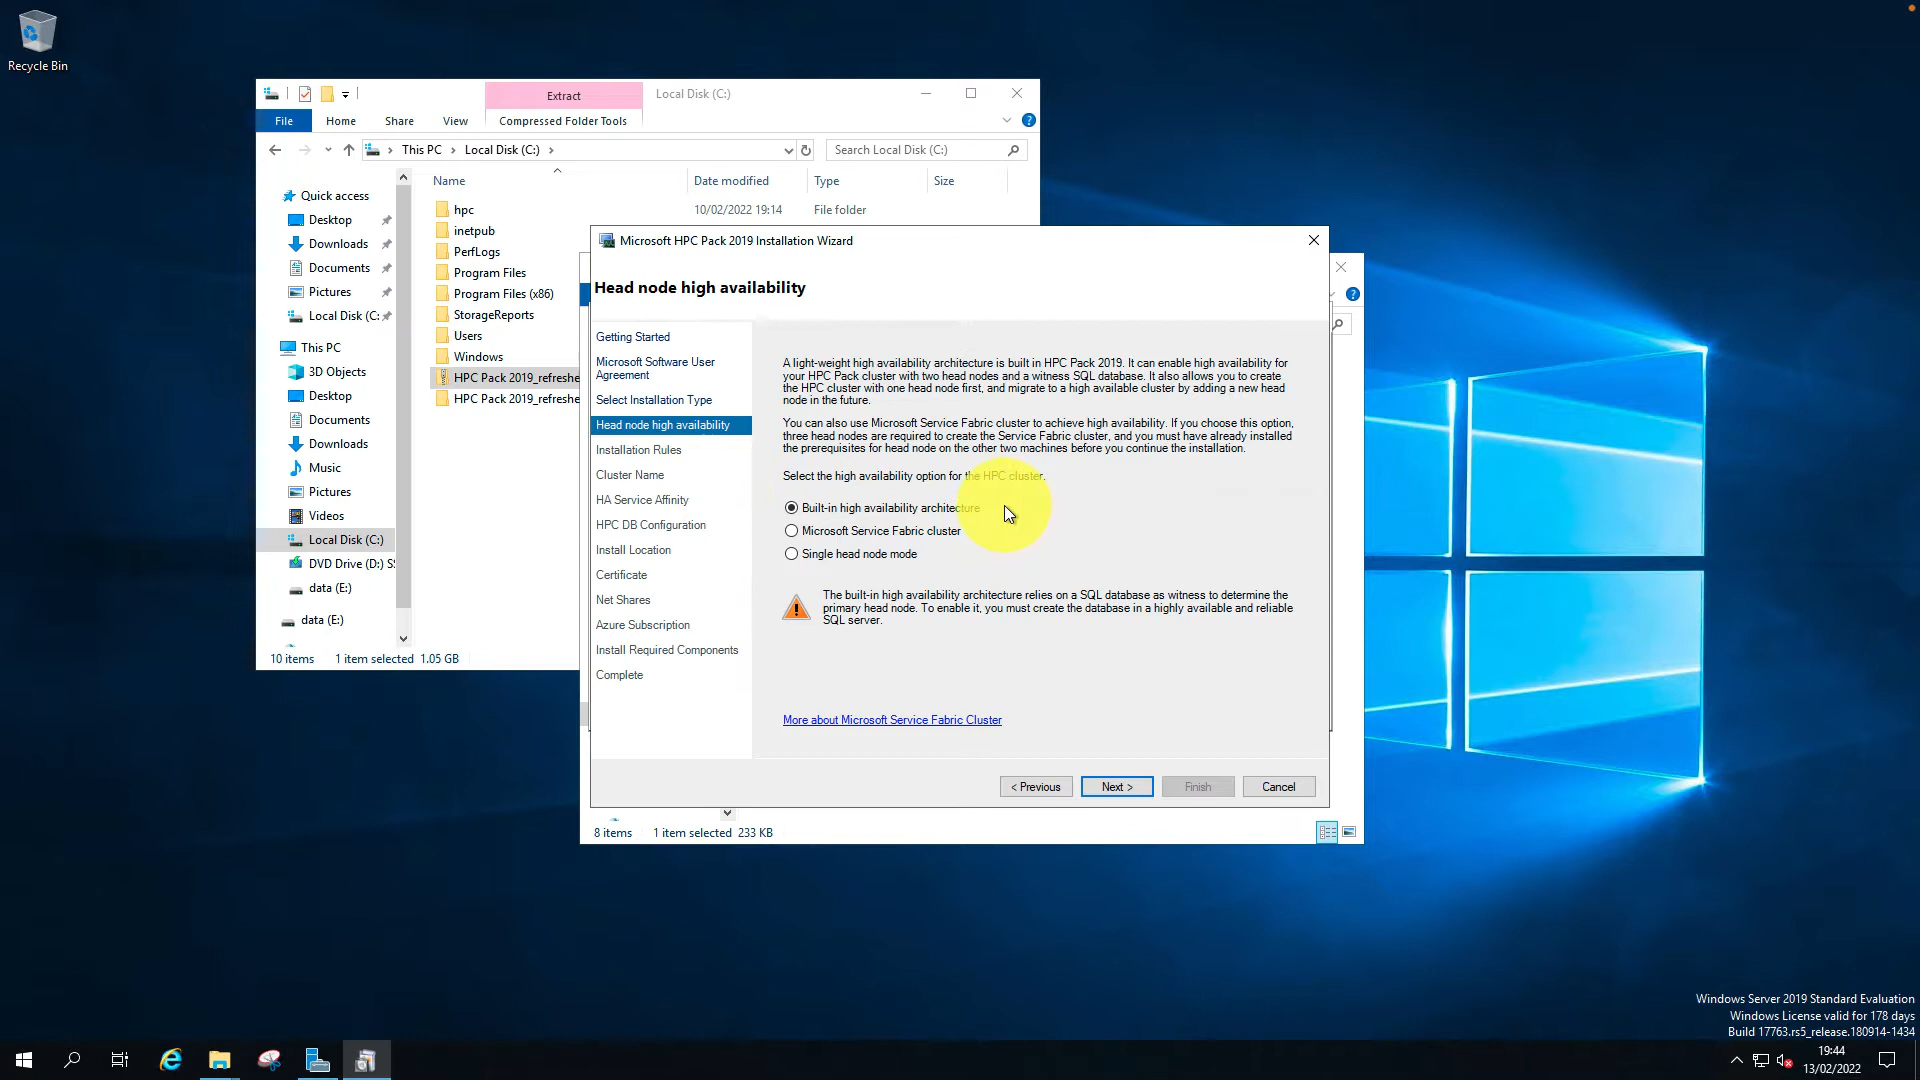 Recycle Bin
Extract
Local Disk (C:)
File
Home
Share
View
Compressed Folder Tools
This PC
Local Disk (C:)
Search Local Disk (C:)
Name
Date modified
Type
Size
Quick access
Desktop
Downloads
Documents
Pictures
Local Disk (C:
This PC
3D Objects
Desktop
Documents
Downloads
Music
Pictures
Videos
Local Disk (C:)
DVD Drive (D:) S
data (E:)
data (E:)
hpc
10/02/2022 19:14
File folder
inetpub
PerfLogs
Program Files
Program Files (x86)
StorageReports
Users
Windows
HPC Pack 2019_refreshe
HPC Pack 2019_refreshe
10 items
1 item selected 1.05 GB
Microsoft HPC Pack 2019 Installation Wizard
Head node high availability
Getting Started
Microsoft Software User
Agreement
Select Installation Type
Head node high availability
Installation Rules
Cluster Name
HA Service Affinity
HPC DB Configuration
Install Location
Certificate
Net Shares
Azure Subscription
Install Required Components
Complete
A light-weight high availability architecture is built in HPC Pack 2019. It can enable high availability for
your HPC Pack cluster with two head nodes and a witness SQL database. It also allows you to create
the HPC cluster with one head node first, and migrate to a high available cluster by adding a new head
node in the future.
You can also use Microsoft Service Fabric cluster to achieve high availability. If you choose this option,
three head nodes are required to create the Service Fabric cluster, and you must have already installed
the prerequisites for head node on the other two machines before you continue the installation.
Select the high availability option for the HPC cluster.
Built-in high availability architecture
Microsoft Service Fabric cluster
Single head node mode
The built-in high availability architecture relies on a SQL database as witness to determine the
primary head node. To enable it, you must create the database in a highly available and reliable
SQL server.
More about Microsoft Service Fabric Cluster
< Previous
Next >
Finish
Cancel
8 items
1 item selected 233 KB
Windows Server 2019 Standard Evaluation
Windows License valid for 178 days
Build 17763.rs5_release.180914-1434
19:44
13/02/2022